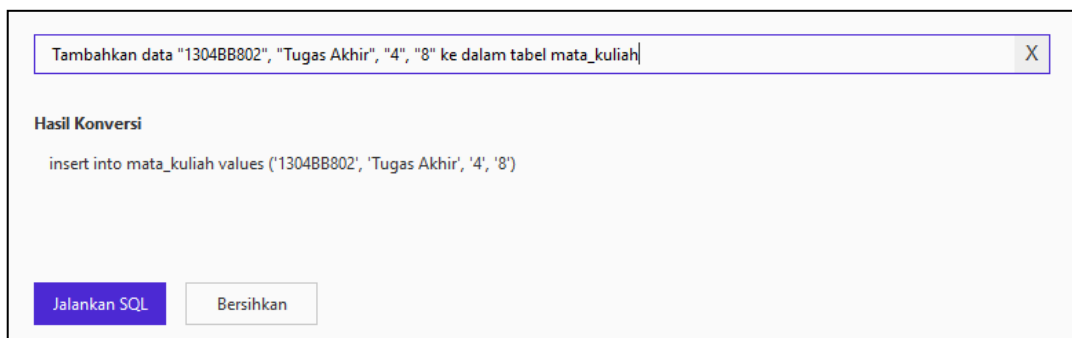 Tambahkan data "1304BB802", "Tugas Akhir", "4", "8" ke dalam tabel mata_kuliah X
Hasil Konversi
insert into mata_kuliah values ('1304BB802', 'Tugas Akhir', '4', '8')
Jalankan SQL Bersihkan